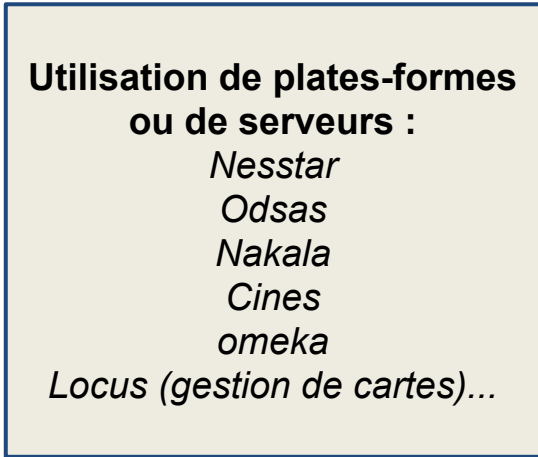 Utilisation de plates-formes
ou de serveurs :
Nesstar
Odsas
Nakala
Cines
omeka
Locus (gestion de cartes)...